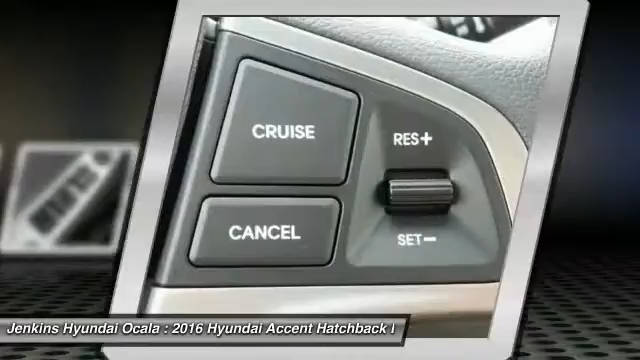 CRUISE
RES+
CANCEL
SET−
Jenkins Hyundai Ocala : 2016 Hyundai Accent Hatchback I